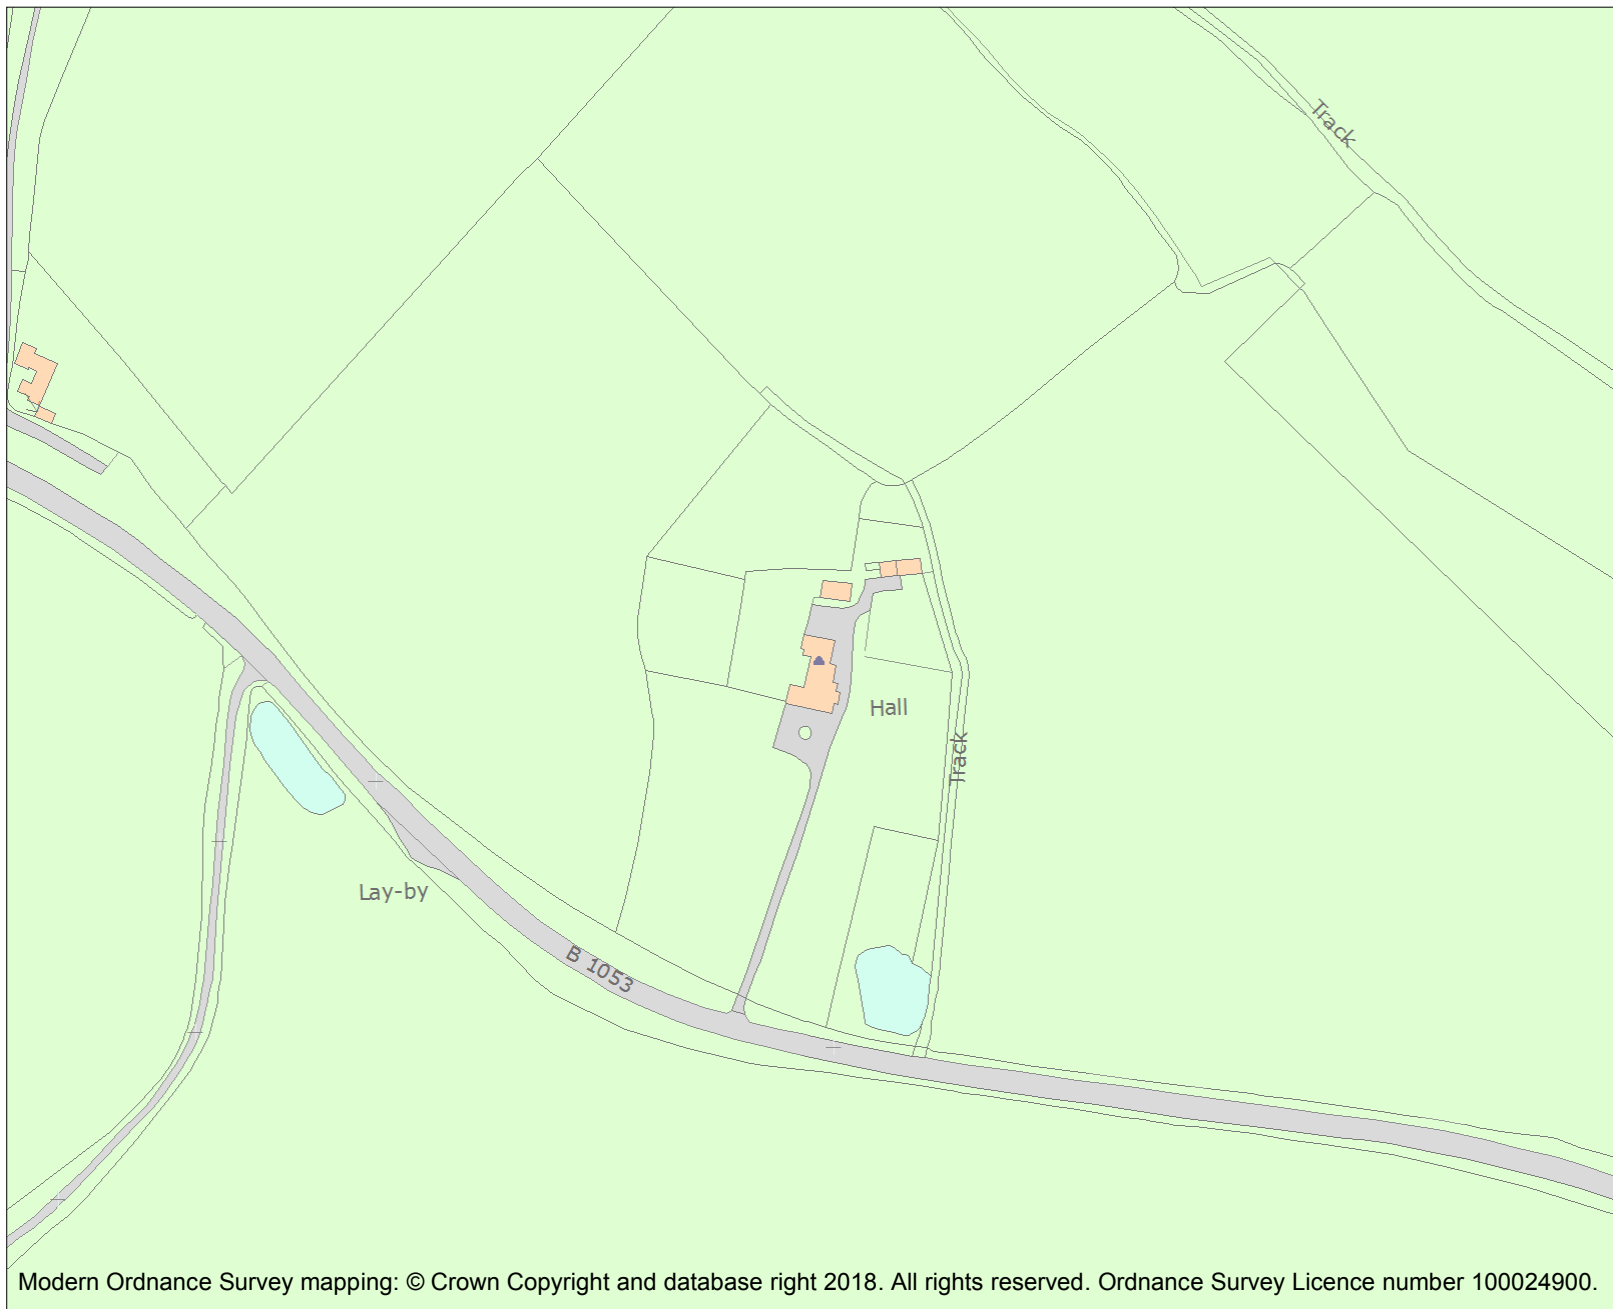 Track
Hall
Track
Lay-by
B 1053
Modern Ordnance Survey mapping: © Crown Copyright and database right 2018. All rights reserved. Ordnance Survey Licence number 100024900.